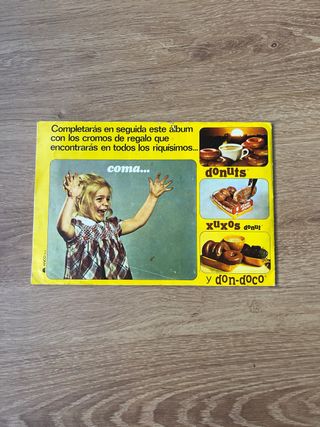 Completarás en seguida este álbum
con los cromos de regalo que
encontrarás en todos los riquísimos...
coma...
donuts
xuxos donut
y don-doco